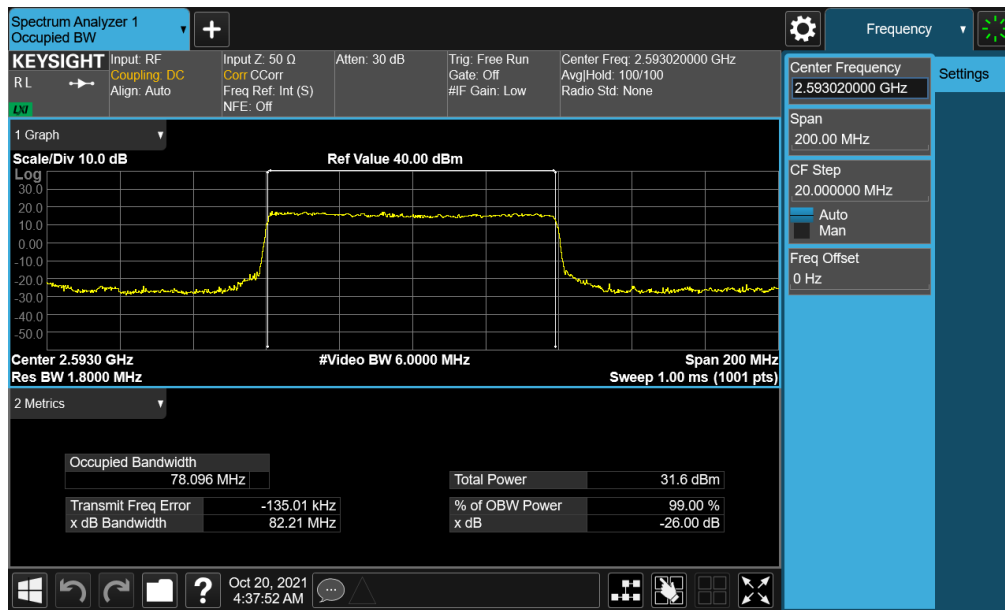 Spectrum Analyzer 1
Occupied BW
Frequency
KEYSIGHT
R L
LXI
Input: RF
Coupling: DC
Align: Auto
Input Z: 50 Ω
Corr CCorr
Freq Ref: Int (S)
NFE: Off
Atten: 30 dB
Trig: Free Run
Gate: Off
#IF Gain: Low
Center Freq: 2.593020000 GHz
Avg|Hold: 100/100
Radio Std: None
Center Frequency
2.593020000 GHz
Settings
Span
200.00 MHz
CF Step
20.000000 MHz
Auto
Man
Freq Offset
0 Hz
1 Graph
Scale/Div 10.0 dB
Ref Value 40.00 dBm
Log
30.0
20.0
10.0
0.00
-10.0
-20.0
-30.0
-40.0
-50.0
Center 2.5930 GHz
#Video BW 6.0000 MHz
Span 200 MHz
Res BW 1.8000 MHz
Sweep 1.00 ms (1001 pts)
2 Metrics
Occupied Bandwidth
78.096 MHz
Total Power 31.6 dBm
Transmit Freq Error -135.01 kHz
% of OBW Power 99.00 %
x dB Bandwidth 82.21 MHz
x dB -26.00 dB
?
Oct 20, 2021
4:37:52 AM